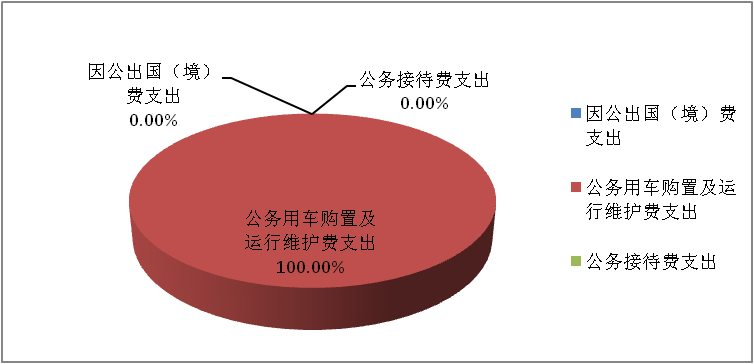 因公出国（境）
费支出
0.00%
公务接待费支出
0.00%
公务用车购置及
运行维护费支出
100.00%
因公出国（境）费
支出
公务用车购置及运
行维护费支出
公务接待费支出